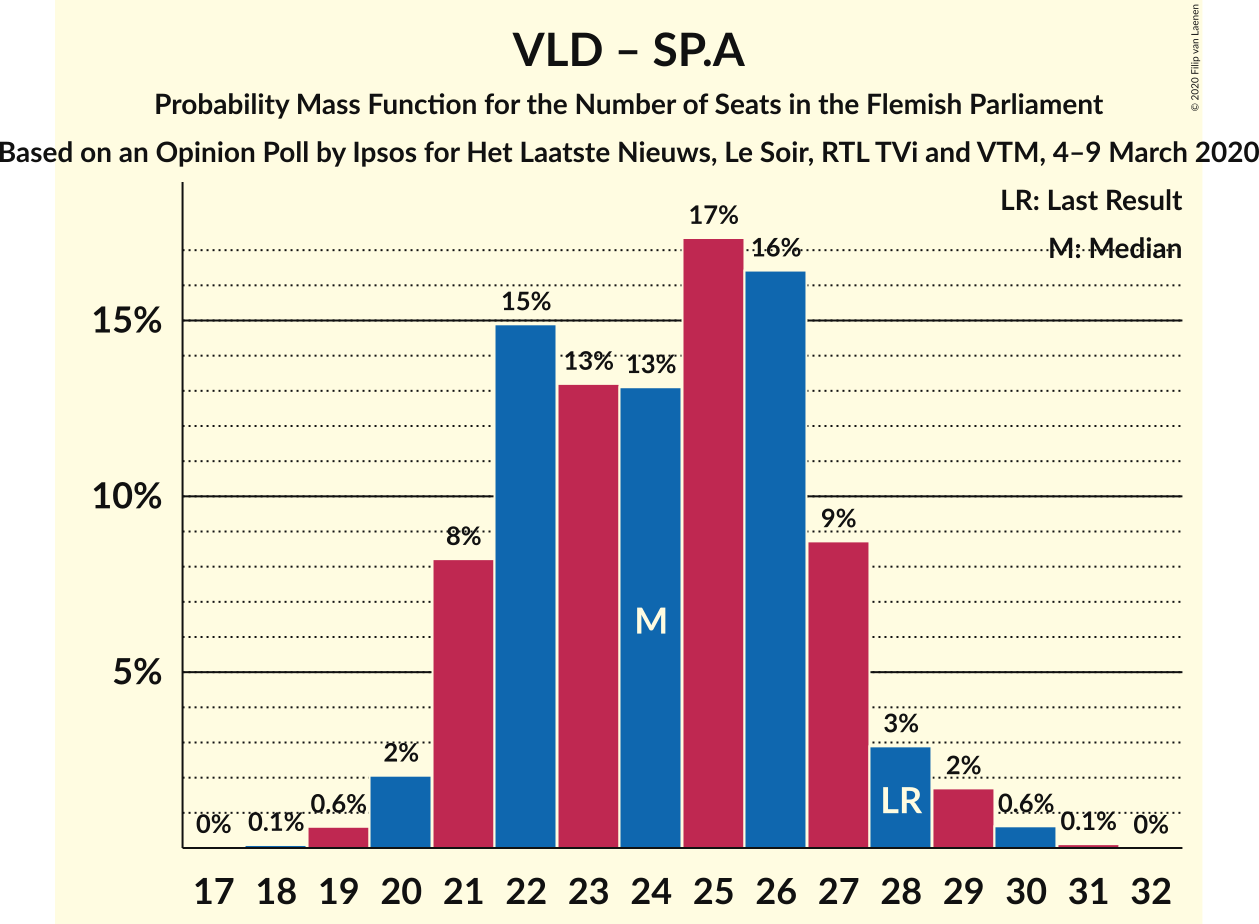 VLD – SP.A
Probability Mass Function for the Number of Seats in the Flemish Parliament
Based on an Opinion Poll by Ipsos for Het Laatste Nieuws, Le Soir, RTL TVi and VTM, 4–9 March 2020
© 2020 Filip van Laenen
LR: Last Result
M: Median
15%
10%
5%
0% 0.1% 0.6% 2% 8% 15% 13% 13% 17% 16% 9% 3% 2% 0.6% 0.1% 0%
M
LR
17 18 19 20 21 22 23 24 25 26 27 28 29 30 31 32